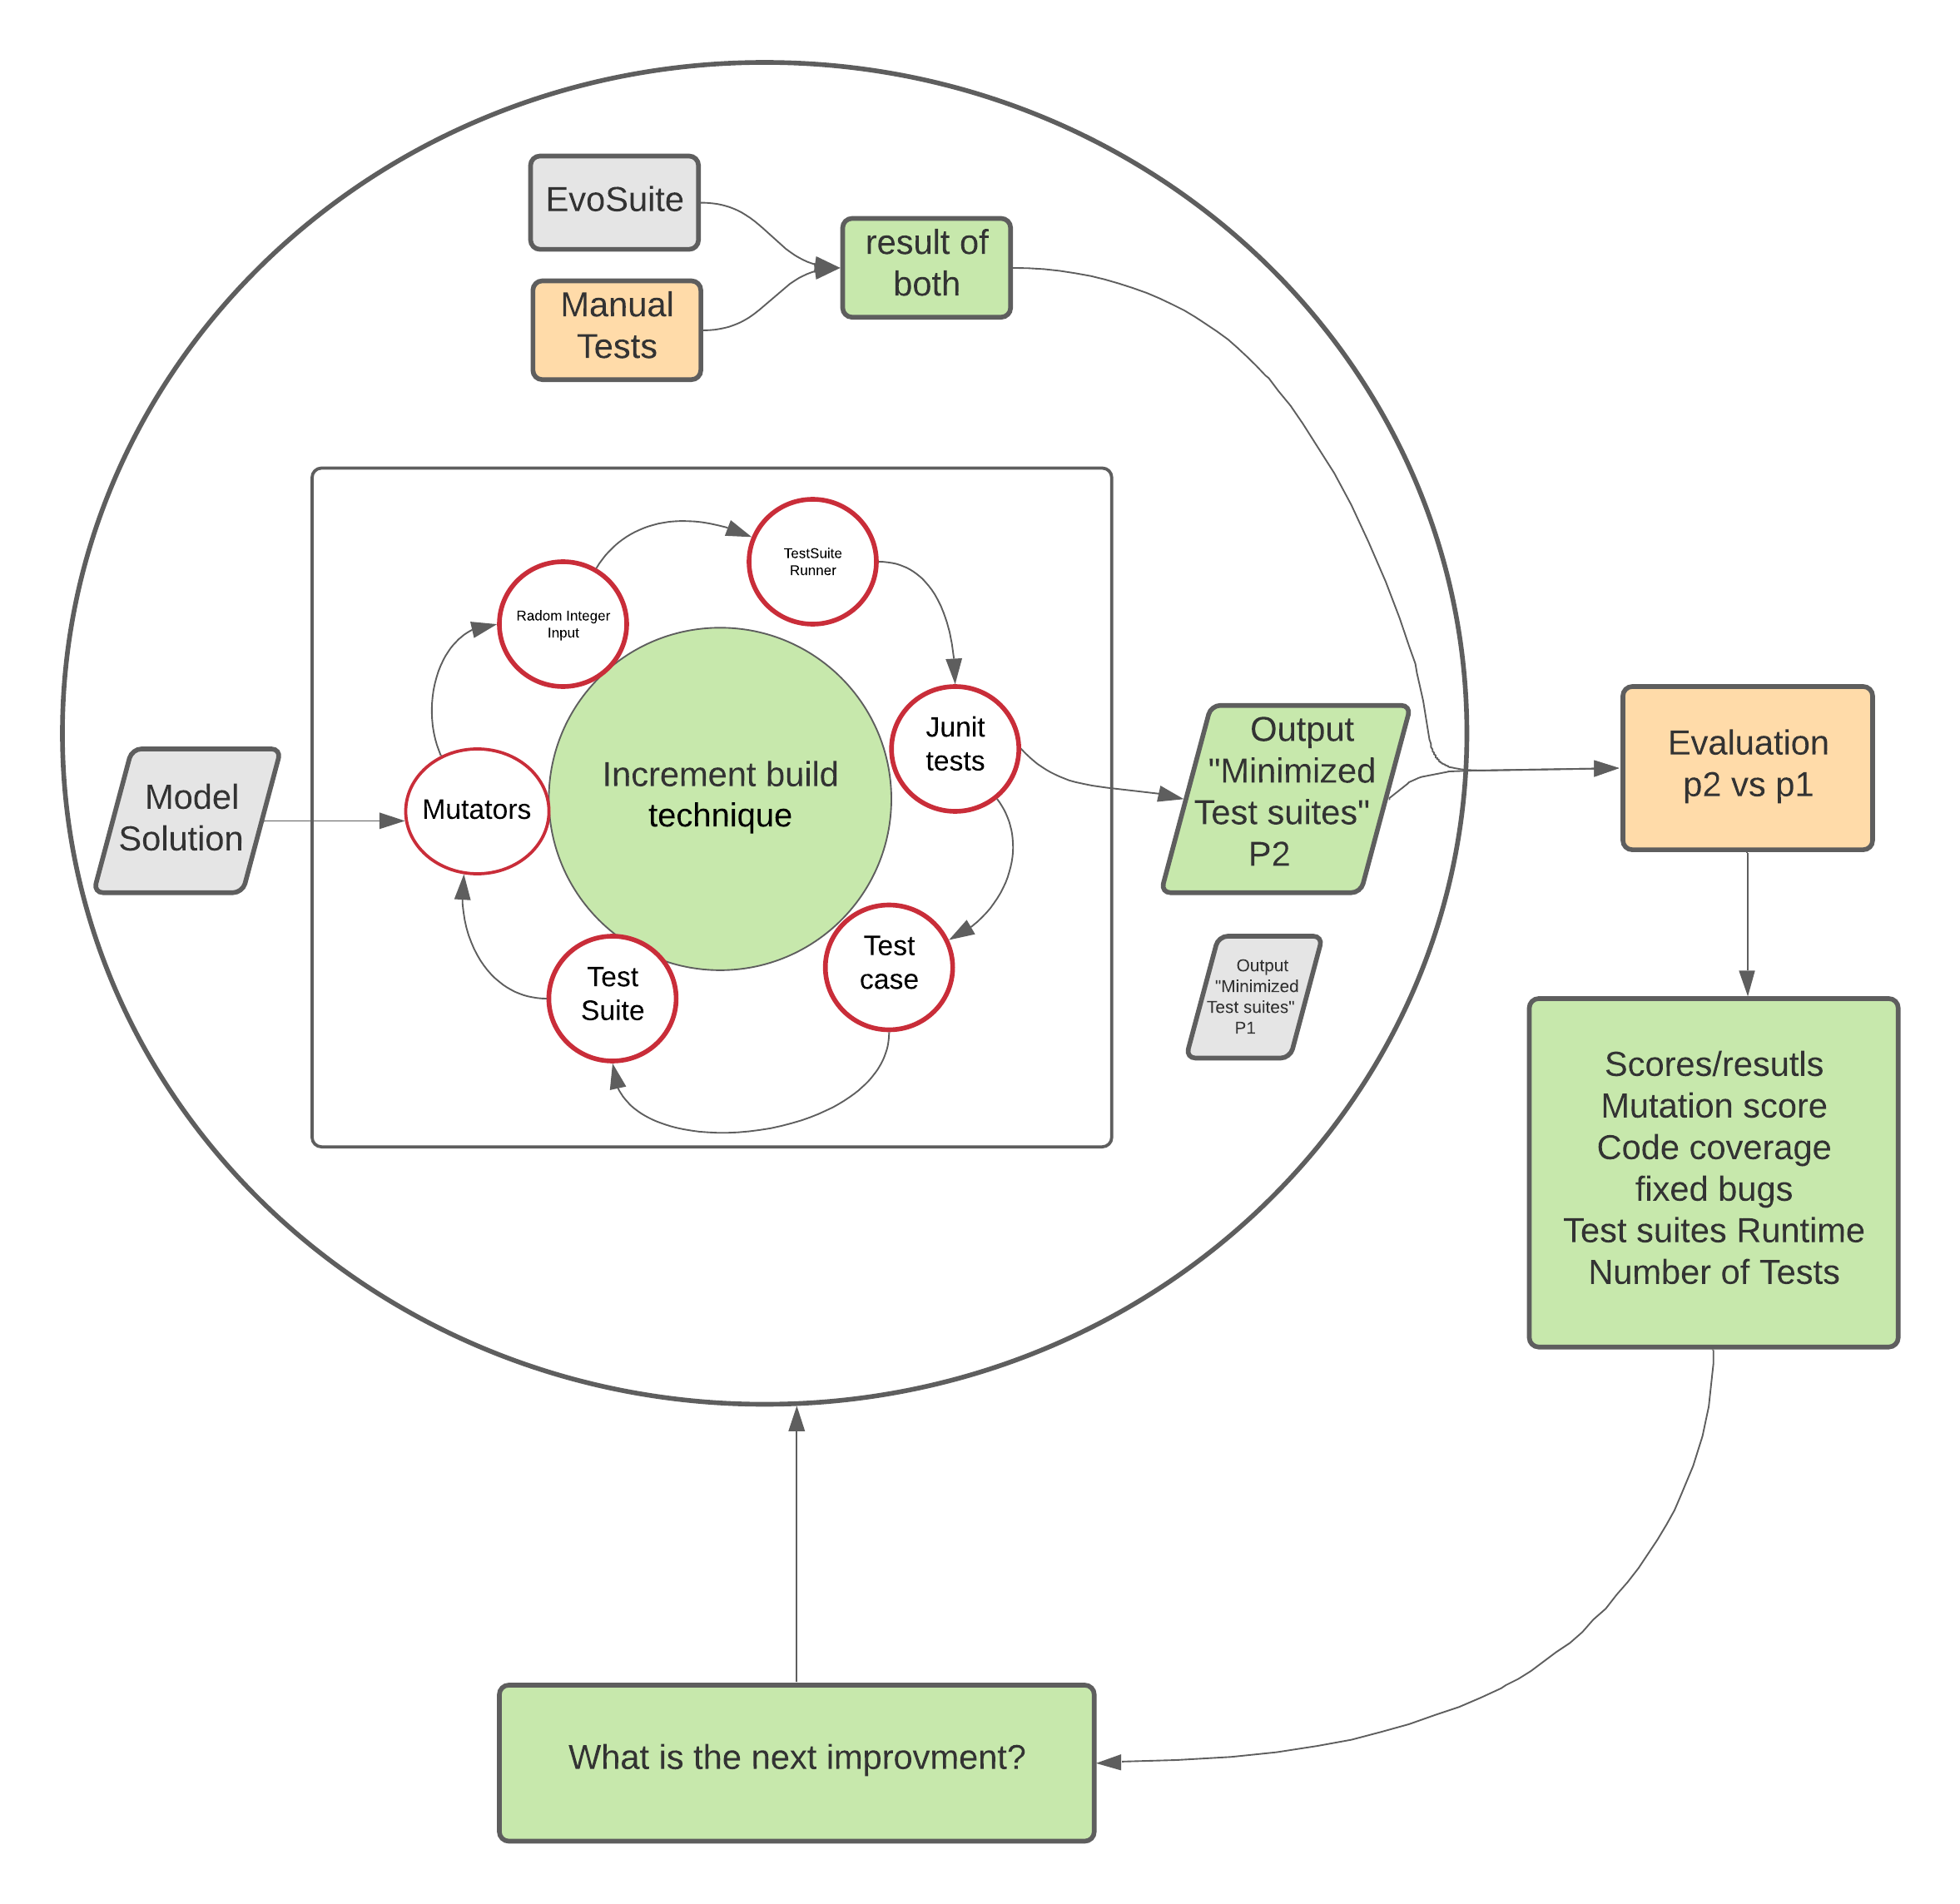 EvoSuite
Manual
Tests
result of
both
TestSuite
Runner
Radom Integer
Input
Junit
tests
Increment build
technique
Mutators
Model
Solution
Test
case
Test
Suite
Output
"Minimized
Test suites"
P2
Output
"Minimized
Test suites"
P1
Evaluation
p2 vs p1
Scores/resutls
Mutation score
Code coverage
fixed bugs
Test suites Runtime
Number of Tests
What is the next improvment?